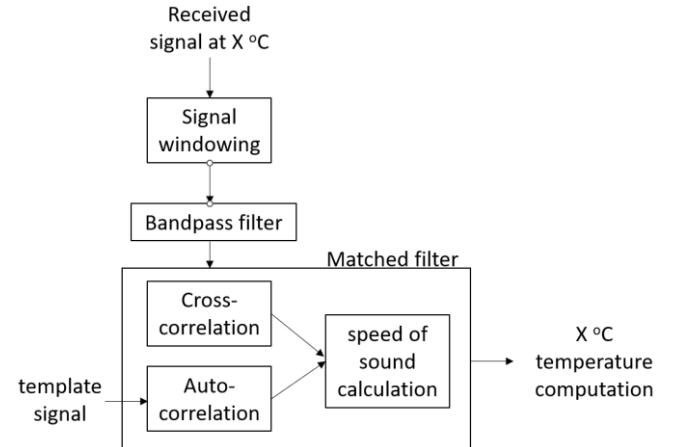 Received
signal at X °C
Signal
windowing
Bandpass filter
Matched filter
Cross-
correlation
speed of
sound
calculation
X °C
temperature
computation
template
signal
Auto-
correlation